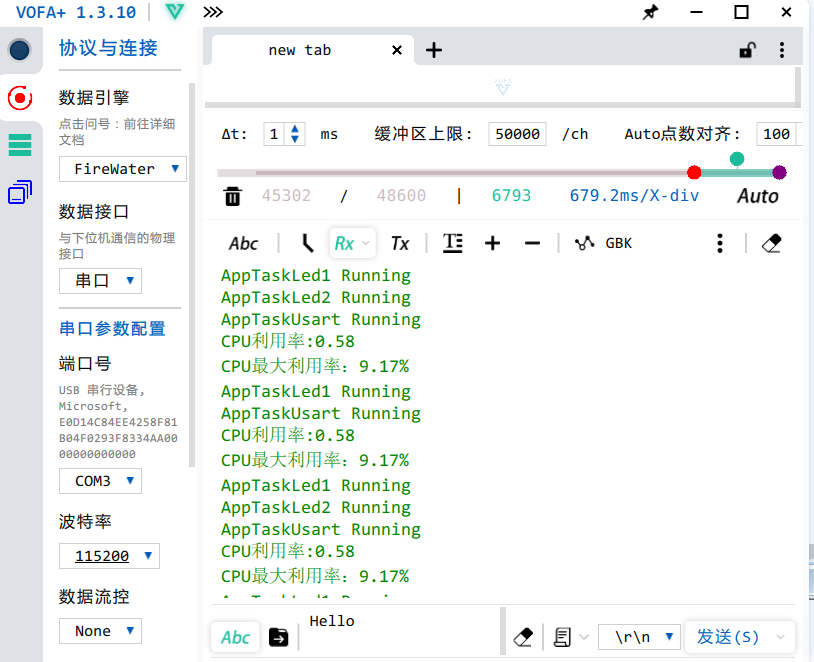 VOFA+ 1.3.10
协议与连接
数据引擎
点击问号：前往详细
文档
FireWater
数据接口
与下位机通信的物理
接口
串口
串口参数配置
端口号
USB 串行设备,
Microsoft,
E0D14C84EE4258F81
B04F0293F8334AA00
00000000000
COM3
波特率
115200
数据流控
None
new tab
Δt: 1 ms 缓冲区上限: 50000 /ch Auto点数对齐: 100
45302 / 48600 | 6793 679.2ms/X-div Auto
Abc Rx Tx GBK
AppTaskLed1 Running
AppTaskLed2 Running
AppTaskUsart Running
CPU利用率:0.58
CPU最大利用率: 9.17%
AppTaskLed1 Running
AppTaskUsart Running
CPU利用率:0.58
CPU最大利用率: 9.17%
AppTaskLed1 Running
AppTaskLed2 Running
AppTaskUsart Running
CPU利用率:0.58
CPU最大利用率: 9.17%
Hello
Abc \r\n 发送(S)